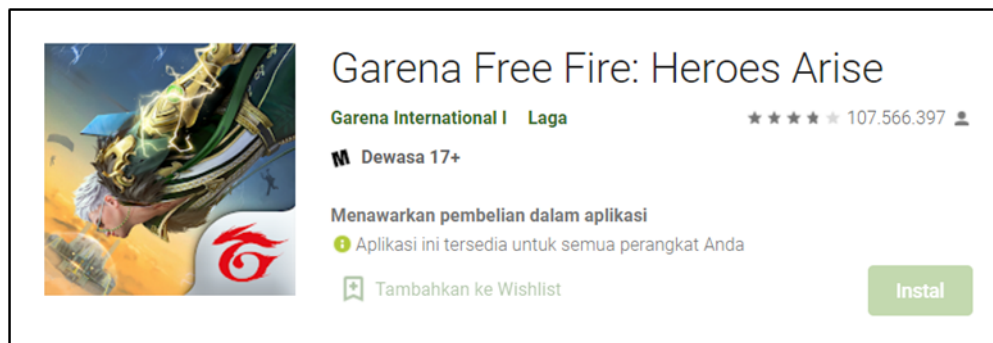 Garena Free Fire: Heroes Arise
Garena International I Laga 107.566.397
Dewasa 17+
Menawarkan pembelian dalam aplikasi
Aplikasi ini tersedia untuk semua perangkat Anda
Tambahkan ke Wishlist
Instal